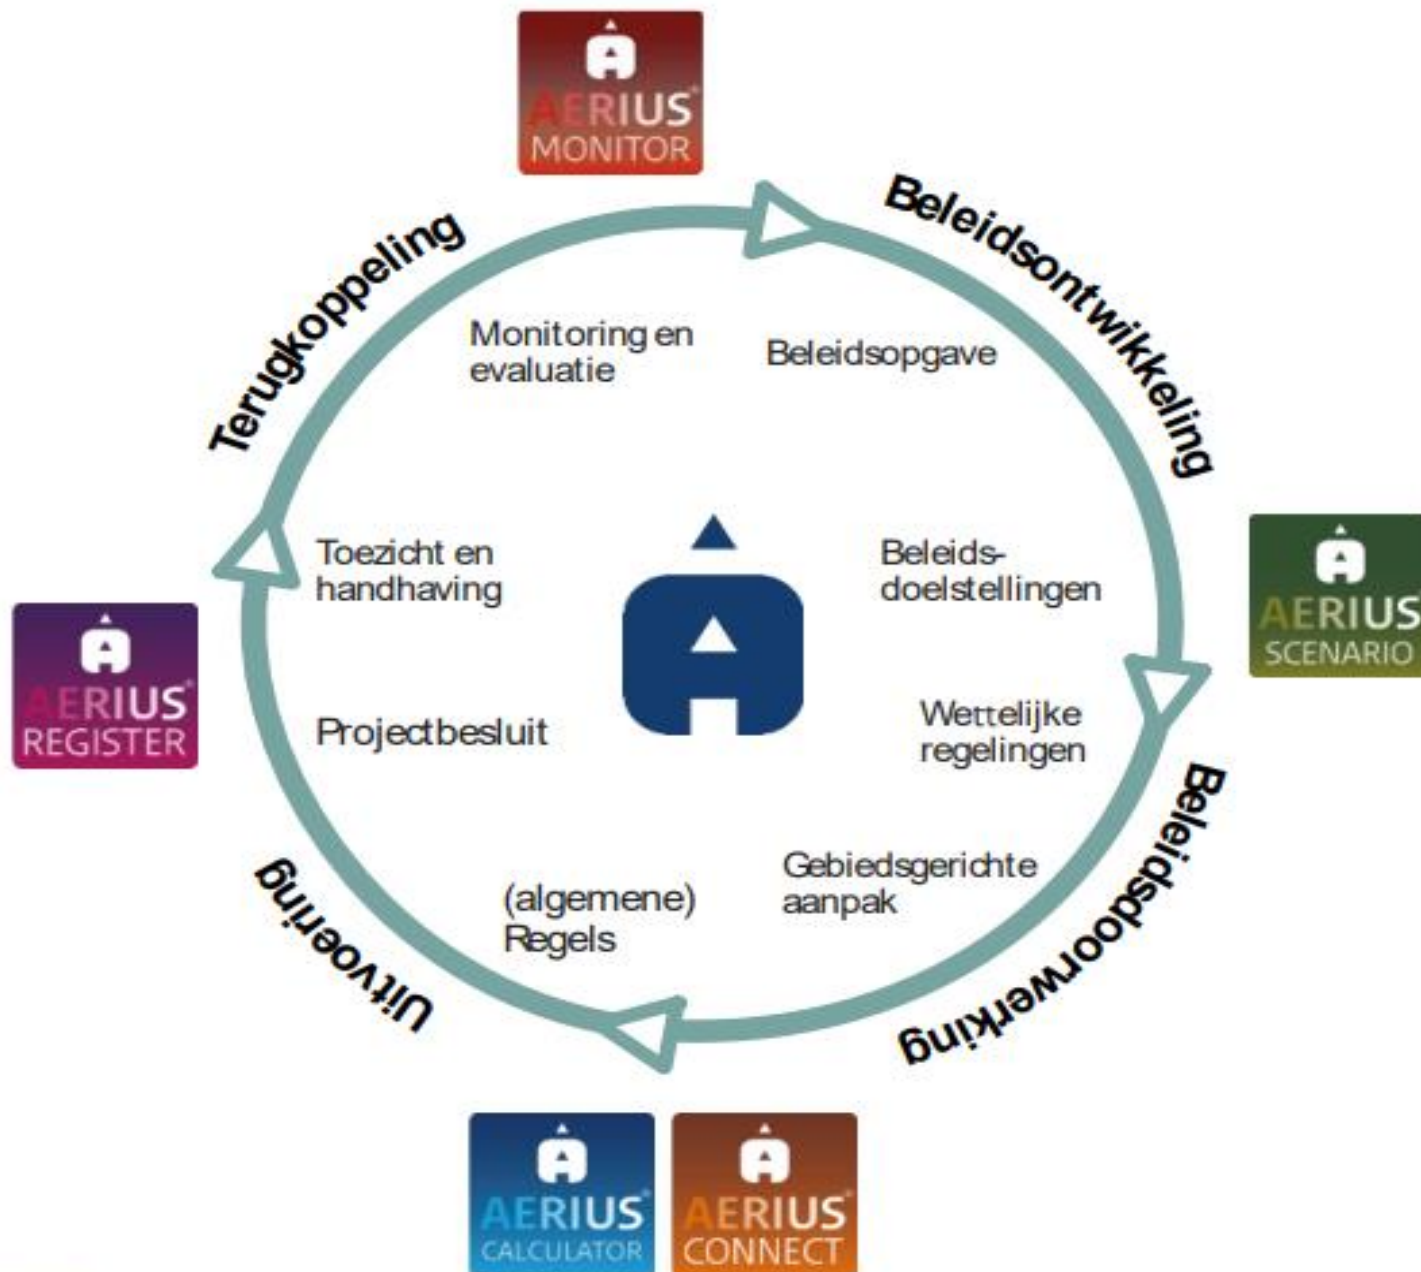 AERIUS®
MONITOR
Beleidsontwikkeling
Terugkoppeling
Monitoring en
evaluatie
Beleidsopgave
Toezicht en
handhaving
Beleids-
doelstellingen
AERIUS
SCENARIO
AERIUS®
REGISTER
Projectbesluit
Wettelijke
regelingen
Beleidsdoorwerking
Gebiedsgerichte
aanpak
(algemene)
Regels
Uitvoering
AERIUS®
CALCULATOR
AERIUS®
CONNECT